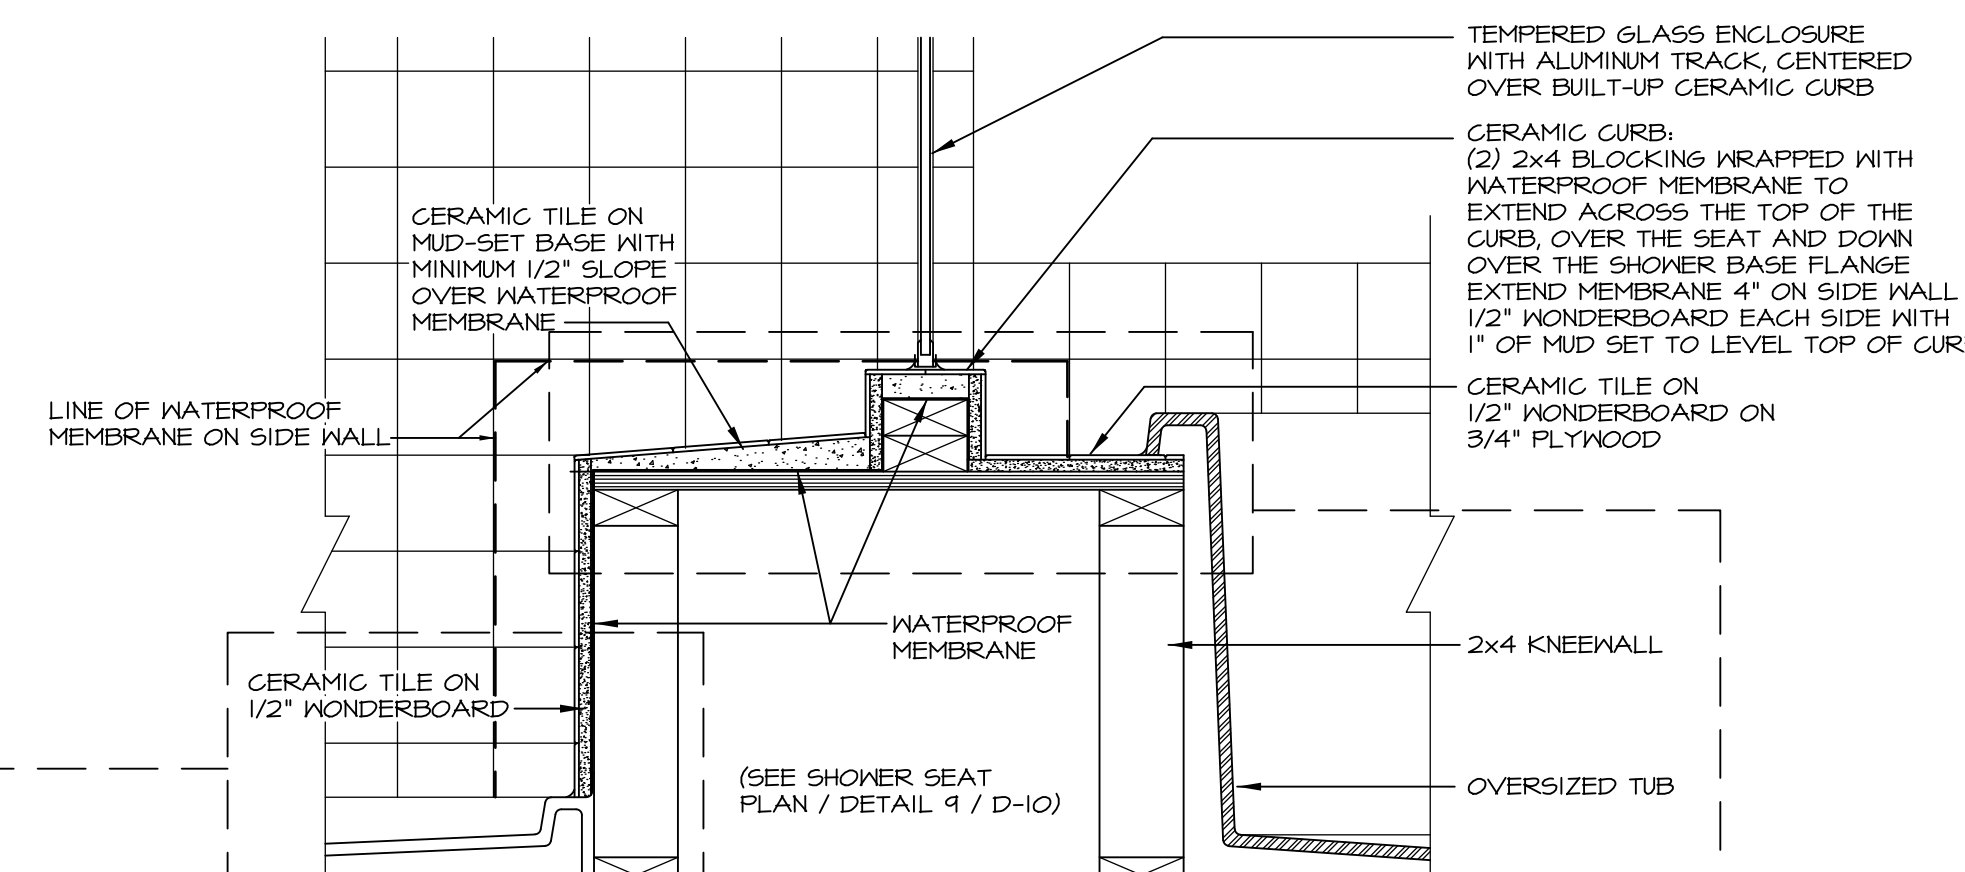 TEMPERED GLASS ENCLOSURE
WITH ALUMINUM TRACK, CENTERED
OVER BUILT-UP CERAMIC CURB
CERAMIC CURB:
(2) 2x4 BLOCKING WRAPPED WITH
WATERPROOF MEMBRANE TO
EXTEND ACROSS THE TOP OF THE
CURB, OVER THE SEAT AND DOWN
OVER THE SHOWER BASE FLANGE
EXTEND MEMBRANE 4" ON SIDE WALL
1/2" WONDERBOARD EACH SIDE WITH
1" OF MUD SET TO LEVEL TOP OF
CERAMIC TILE ON
MUD-SET BASE WITH
MINIMUM 1/2" SLOPE
OVER WATERPROOF
MEMBRANE
LINE OF WATERPROOF
MEMBRANE ON SIDE WALL
CERAMIC TILE ON
1/2" WONDERBOARD ON
3/4" PLYWOOD
WATERPROOF
MEMBRANE
2x4 KNEEWALL
CERAMIC TILE ON
1/2" WONDERBOARD
(SEE SHOWER SEAT
PLAN / DETAIL 9 / D-10)
OVERSIZED TUB